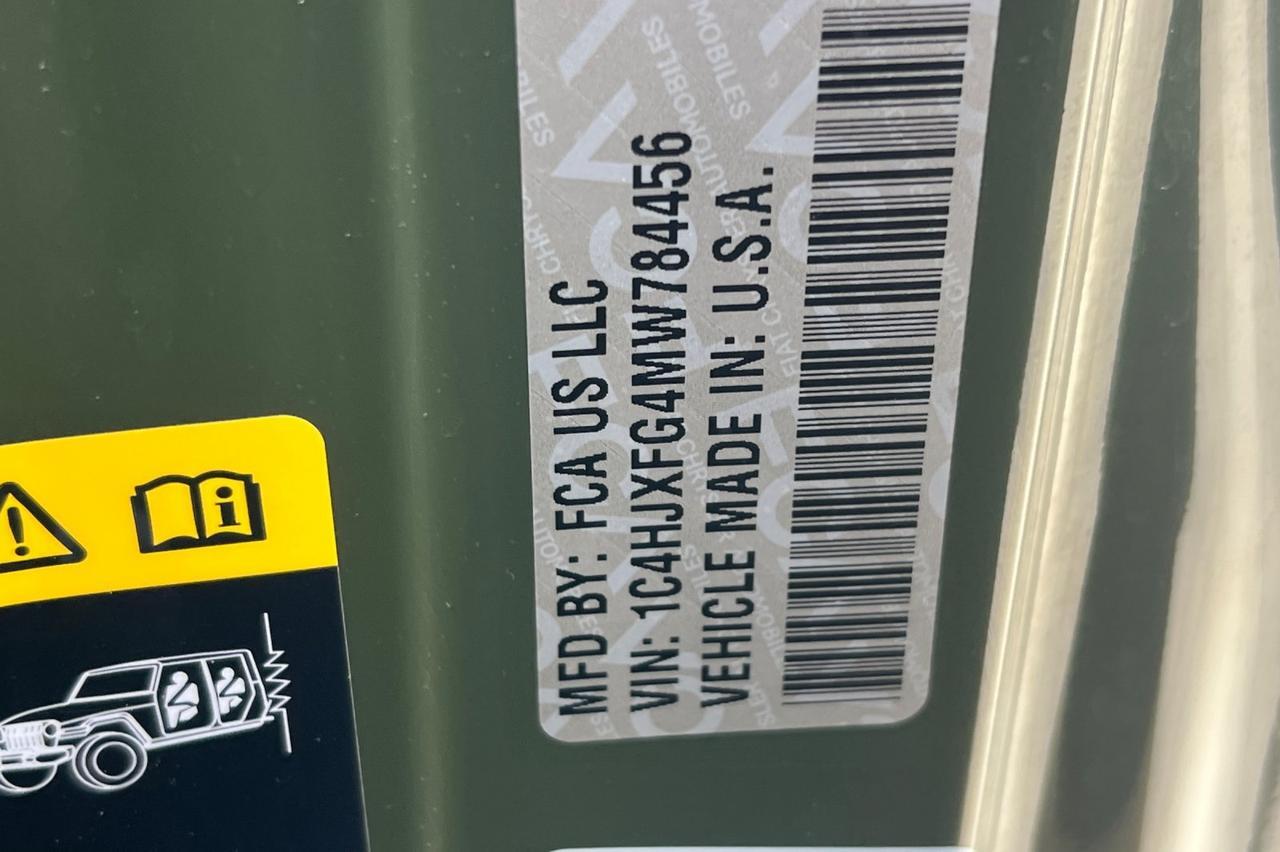 MFD BY: FCA US LLC
VIN: 1C4HJXFG4MW784456
VEHICLE MADE IN: U.S.A.